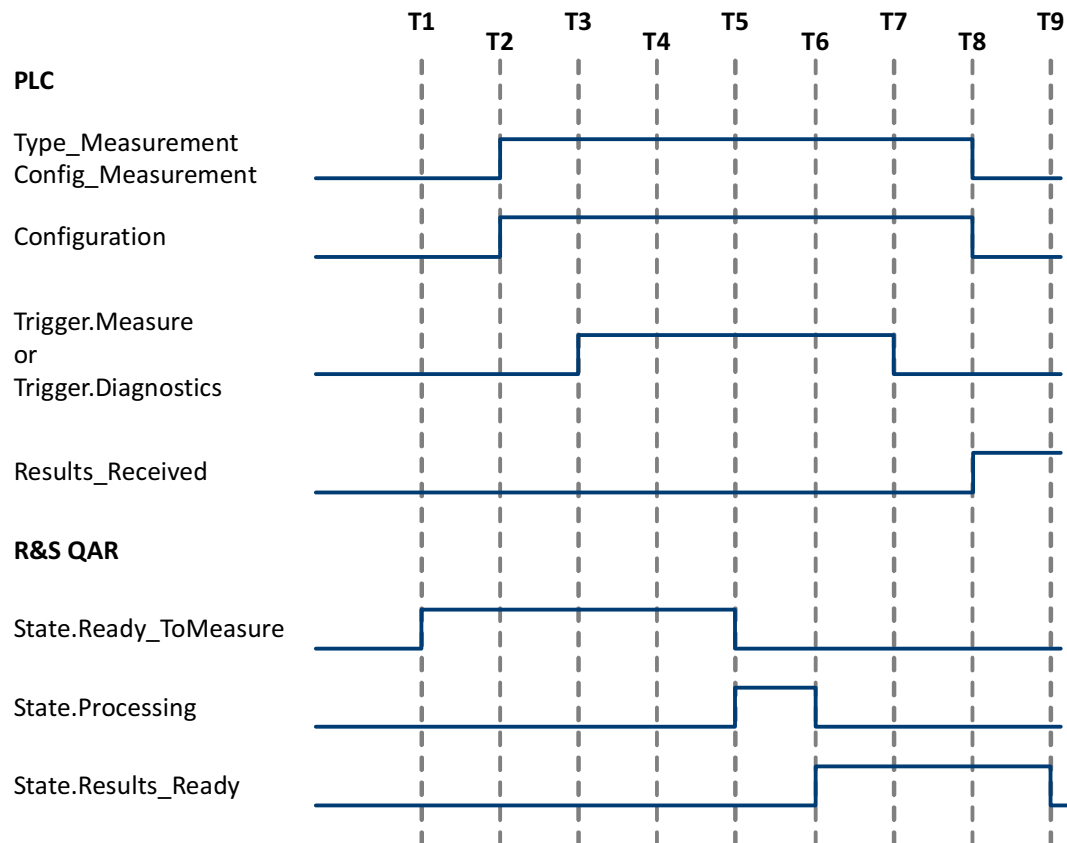 T1 T3 T5 T7 T9
T2 T4 T6 T8
PLC
Type_Measurement
Config_Measurement
Configuration
Trigger.Measure
or
Trigger.Diagnostics
Results_Received
R&S QAR
State.Ready_ToMeasure
State.Processing
State.Results_Ready